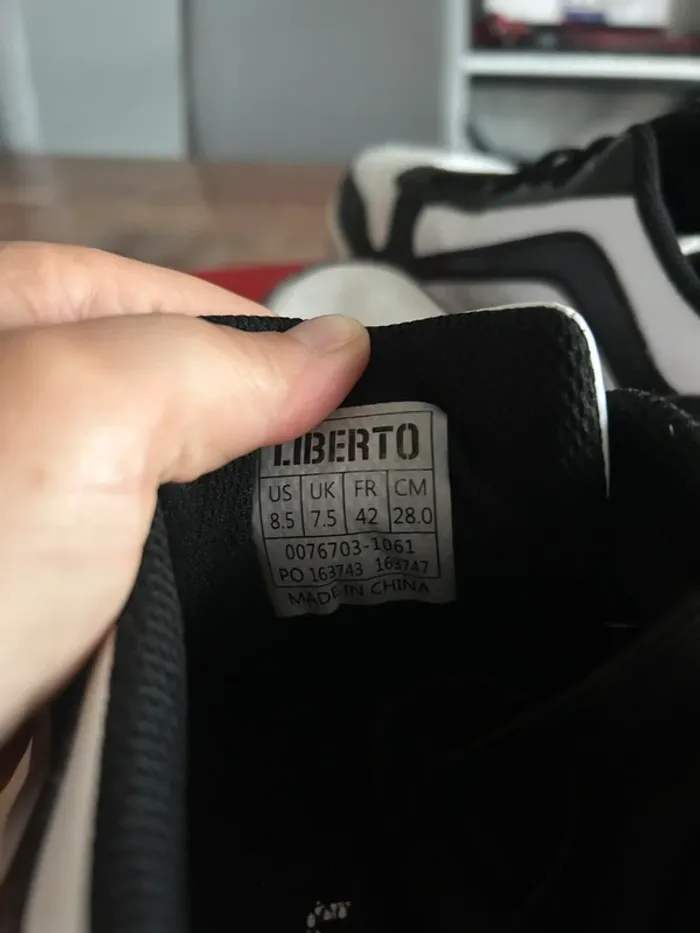 LIBERTO
US UK FR CM
8.5 7.5 42 28.0
0076703-1061
PO 163743 163747
MADE IN CHINA